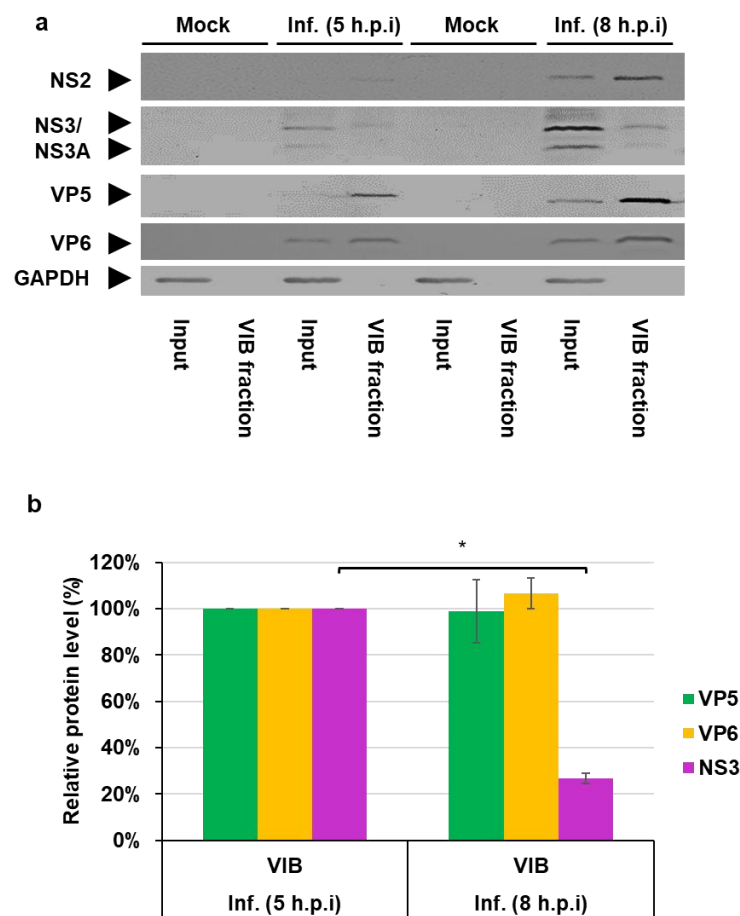 a
Mock Inf. (5 h.p.i) Mock Inf. (8 h.p.i)
NS2
NS3/
NS3A
VP5
VP6
GAPDH
Input VIB fraction Input VIB fraction Input VIB fraction Input VIB fraction
b
*
120%
100%
80%
60%
40%
20%
0%
Relative protein level (%)
VP5
VP6
NS3
VIB VIB
Inf. (5 h.p.i) Inf. (8 h.p.i)